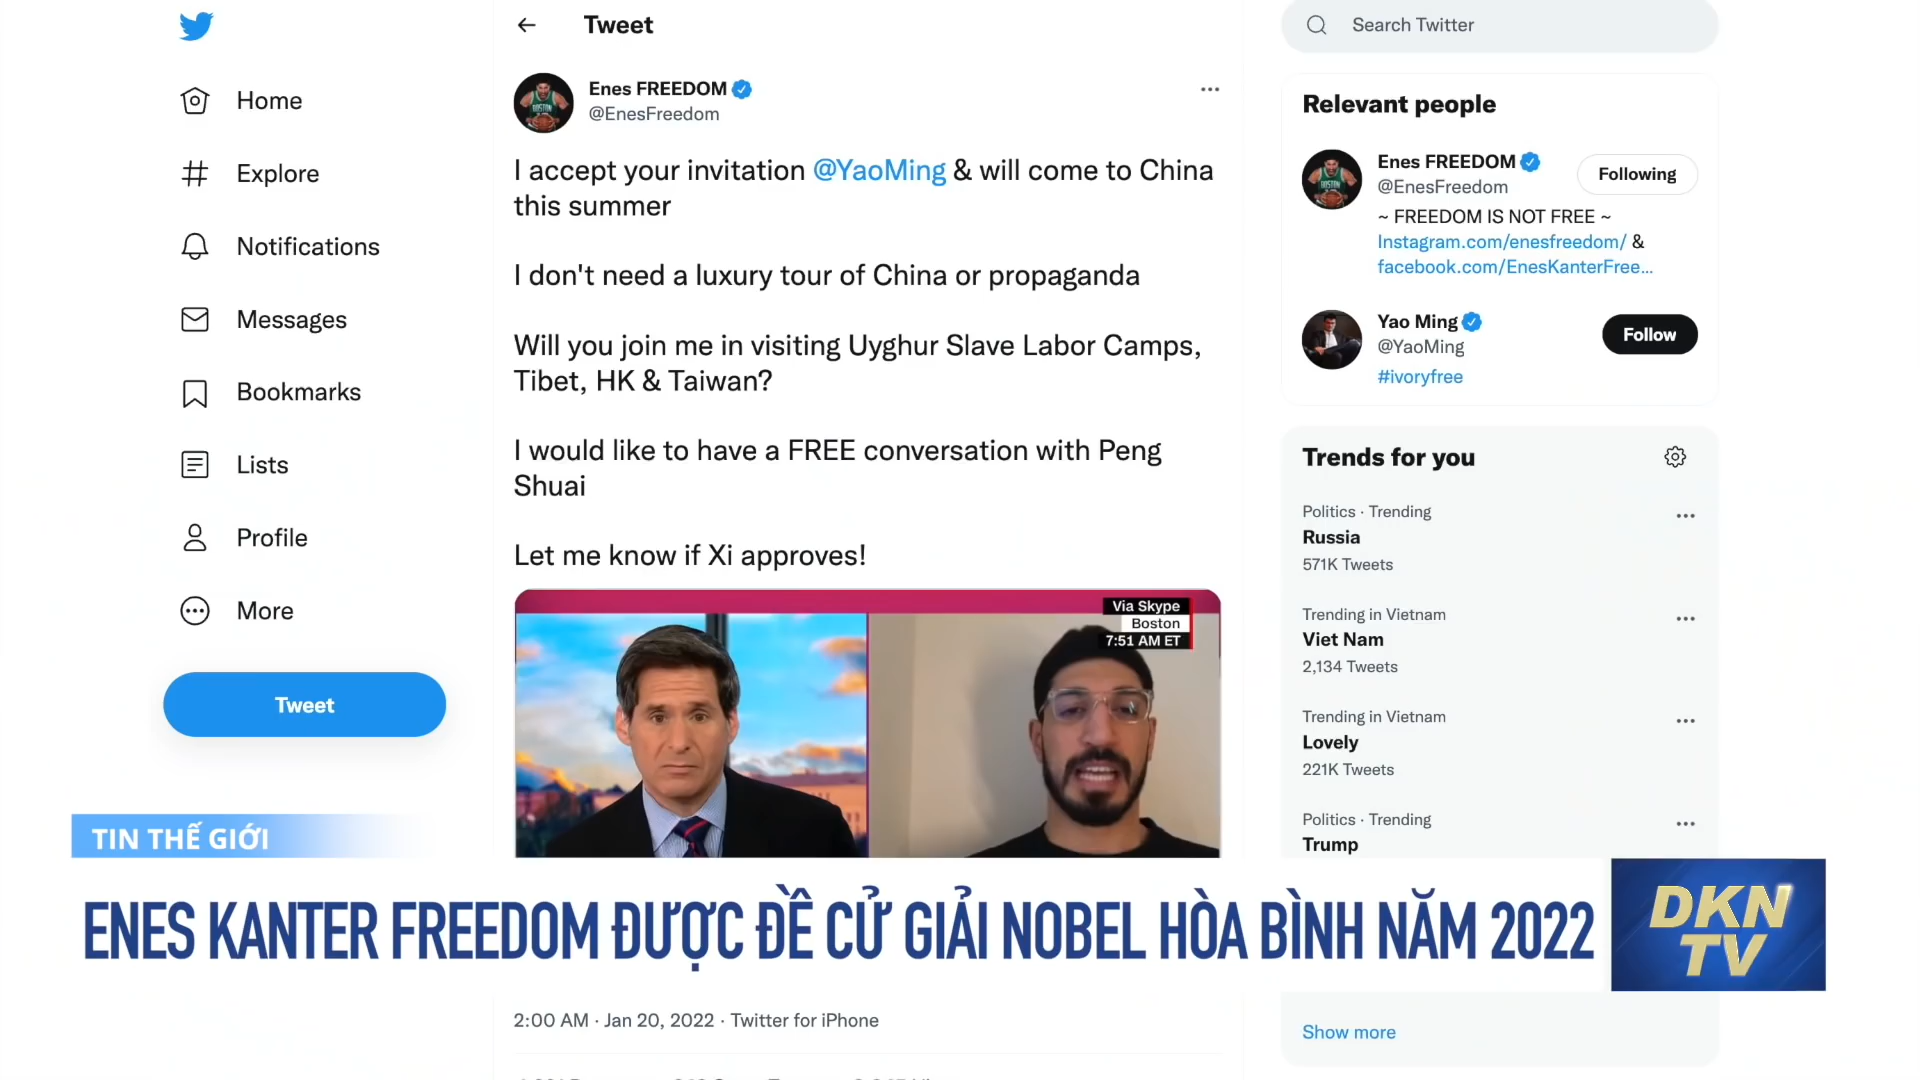 Tweet
Search Twitter
Home
Explore
Notifications
Messages
Bookmarks
Lists
Profile
More
Tweet
Enes FREEDOM
@EnesFreedom
I accept your invitation @YaoMing & will come to China
this summer
I don't need a luxury tour of China or propaganda
Will you join me in visiting Uyghur Slave Labor Camps,
Tibet, HK & Taiwan?
I would like to have a FREE conversation with Peng
Shuai
Let me know if Xi approves!
Via Skype
Boston
7:51 AM ET
BOSTON
2:00 AM · Jan 20, 2022 · Twitter for iPhone
Relevant people
Enes FREEDOM
@EnesFreedom
Following
~ FREEDOM IS NOT FREE ~
Instagram.com/enesfreedom/ &
facebook.com/EnesKanterFree...
BOSTON
Yao Ming
@YaoMing
Follow
#ivoryfree
Trends for you
Politics · Trending
Russia
571K Tweets
Trending in Vietnam
Viet Nam
2,134 Tweets
Trending in Vietnam
Lovely
221K Tweets
Politics · Trending
Trump
Show more
TIN THẾ GIỚI
ENES KANTER FREEDOM ĐƯỢC ĐỀ CỬ GIẢI NOBEL HÒA BÌNH NĂM 2022
DKN
TV